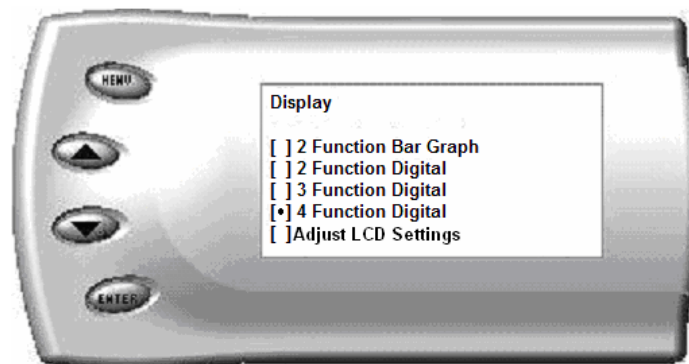 MENU
Display
[ ] 2 Function Bar Graph
[ ] 2 Function Digital
[ ] 3 Function Digital
[•] 4 Function Digital
[ ]Adjust LCD Settings
ENTER